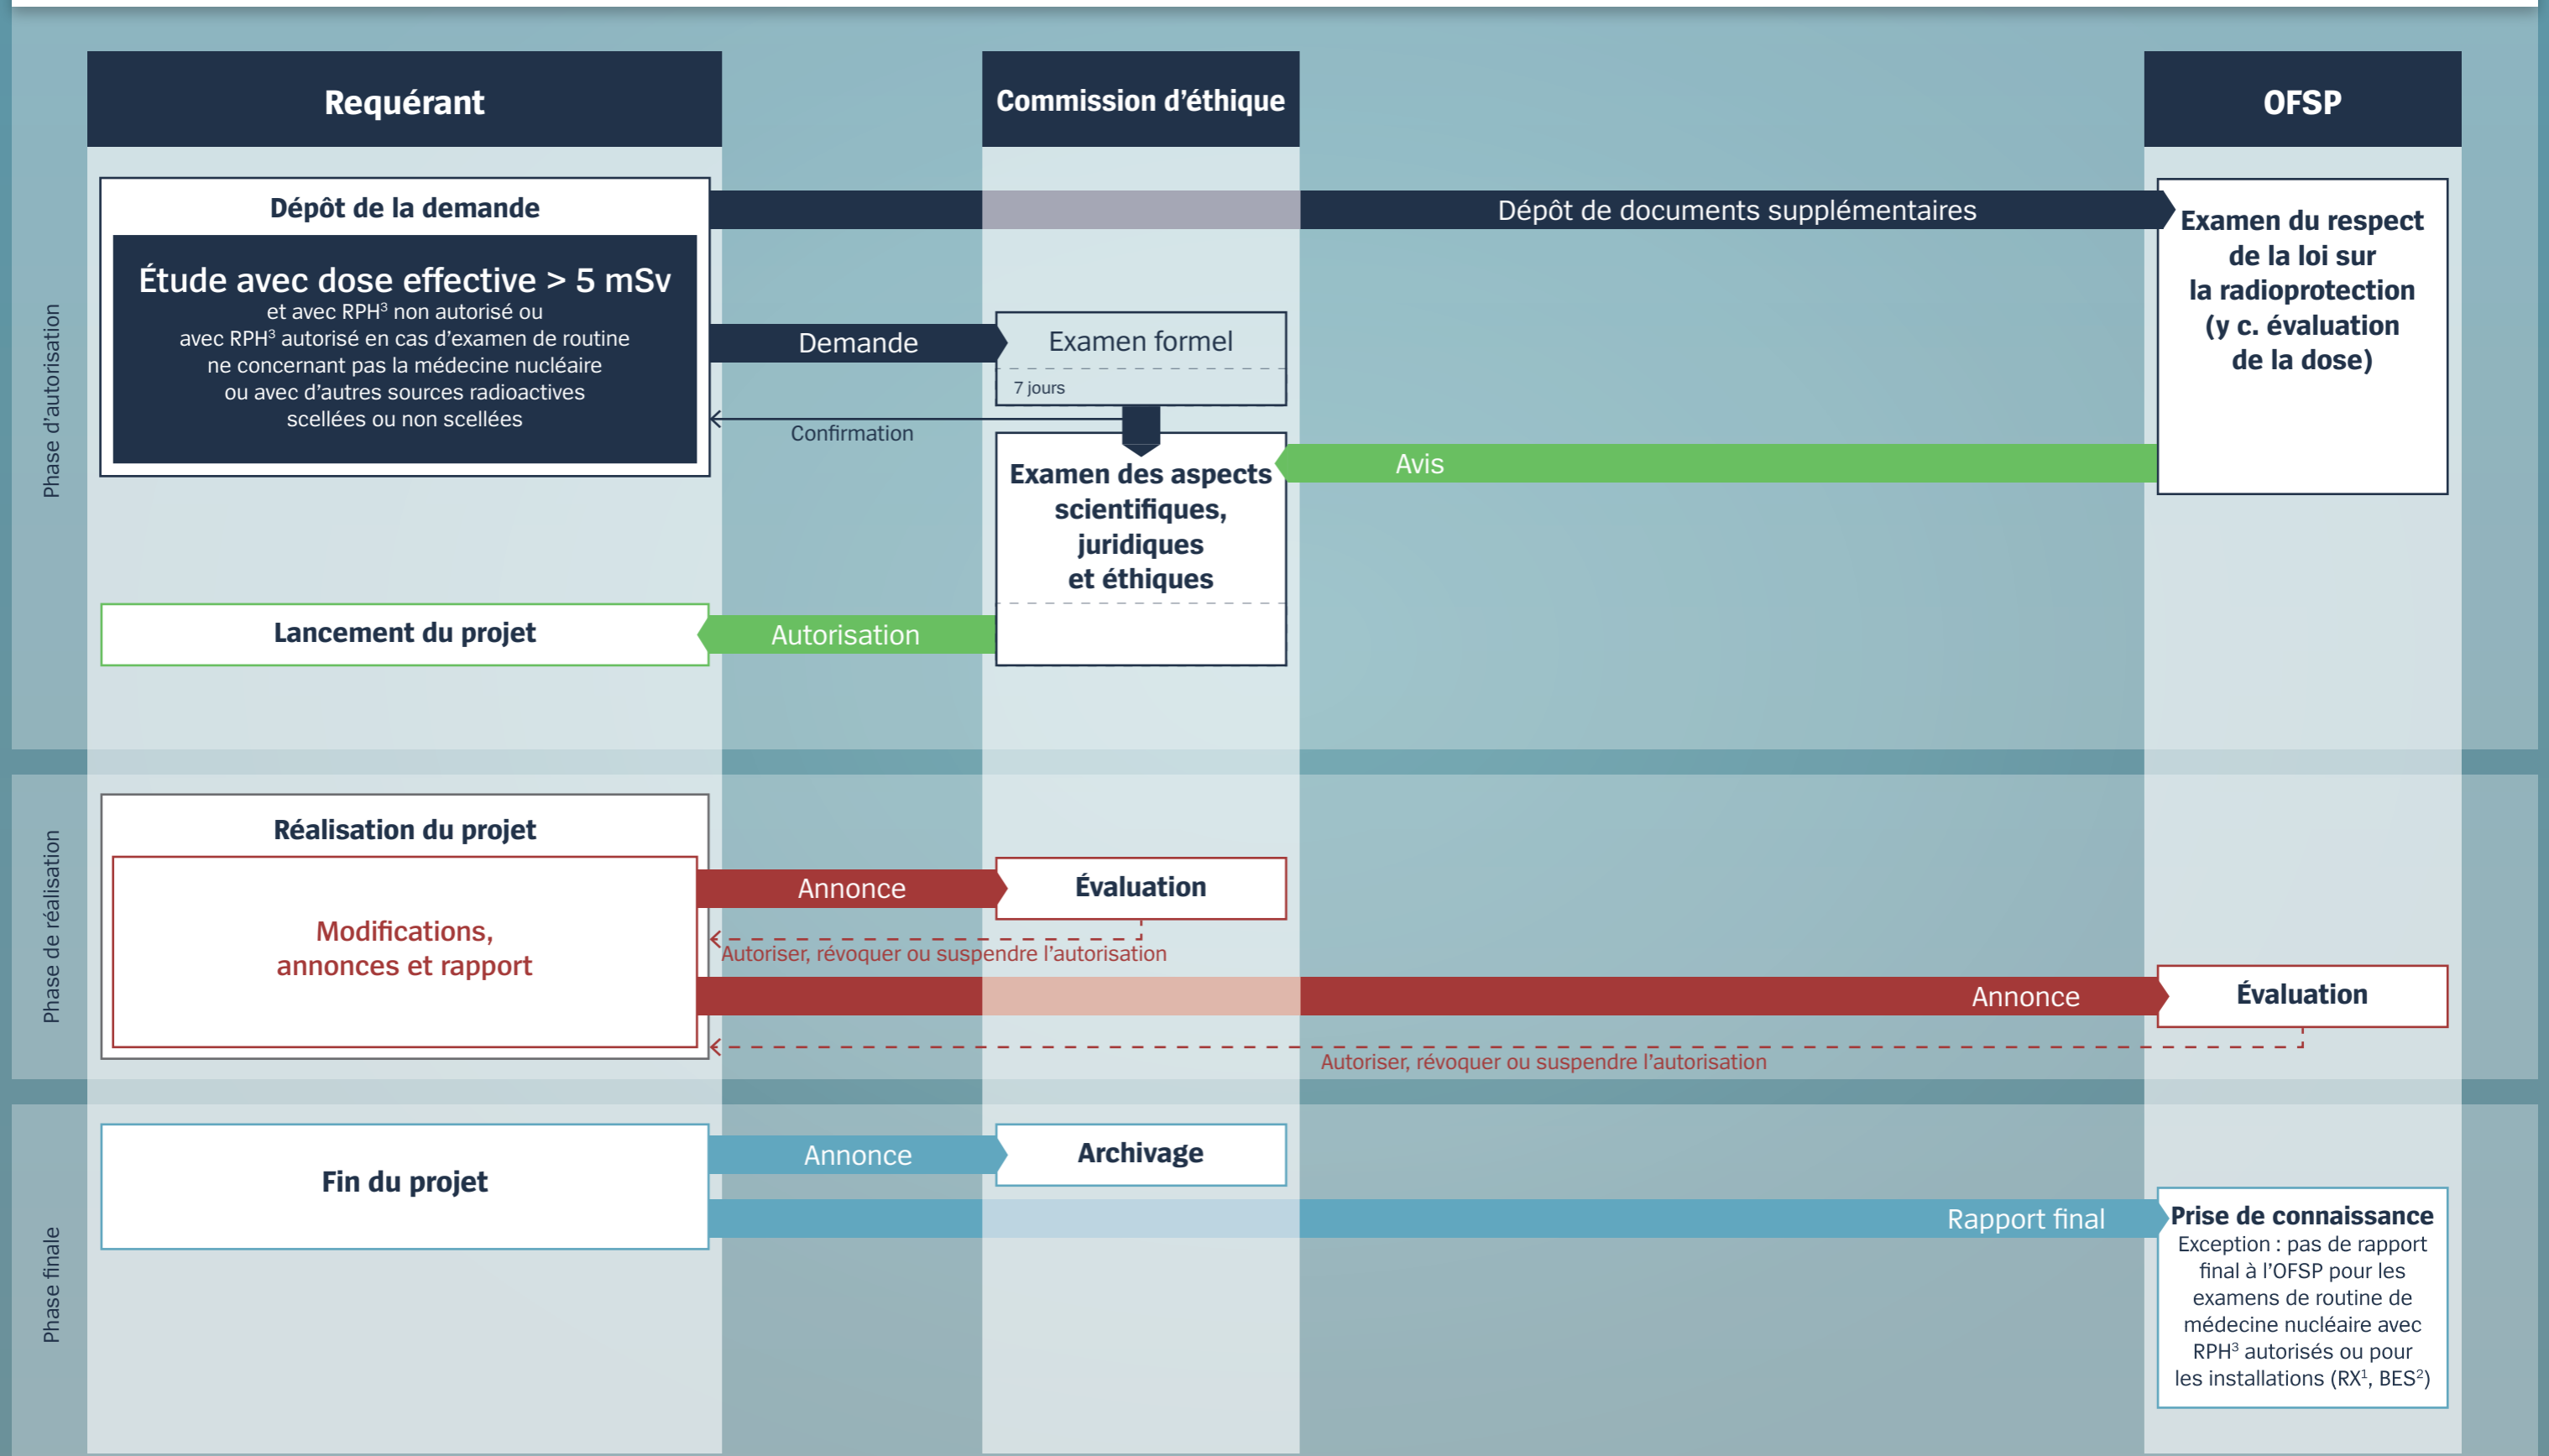 Requérant
Commission d’éthique
OFSP
Phase d’autorisation
Dépôt de la demande
Étude avec dose effective > 5 mSv
et avec RPH³ non autorisé ou
avec RPH³ autorisé en cas d’examen de routine
ne concernant pas la médecine nucléaire
ou avec d’autres sources radioactives
scellées ou non scellées
Dépôt de documents supplémentaires
Examen du respect
de la loi sur
la radioprotection
(y c. évaluation
de la dose)
Demande
Examen formel
7 jours
Confirmation
Avis
Examen des aspects
scientifiques,
juridiques
et éthiques
Autorisation
Lancement du projet
Phase de réalisation
Réalisation du projet
Modifications,
annonces et rapport
Annonce
Évaluation
Autoriser, révoquer ou suspendre l’autorisation
Annonce
Évaluation
Autoriser, révoquer ou suspendre l’autorisation
Phase finale
Fin du projet
Annonce
Archivage
Rapport final
Prise de connaissance
Exception : pas de rapport
final à l’OFSP pour les
examens de routine de
médecine nucléaire avec
RPH³ autorisés ou pour
les installations (RX¹, BES²)